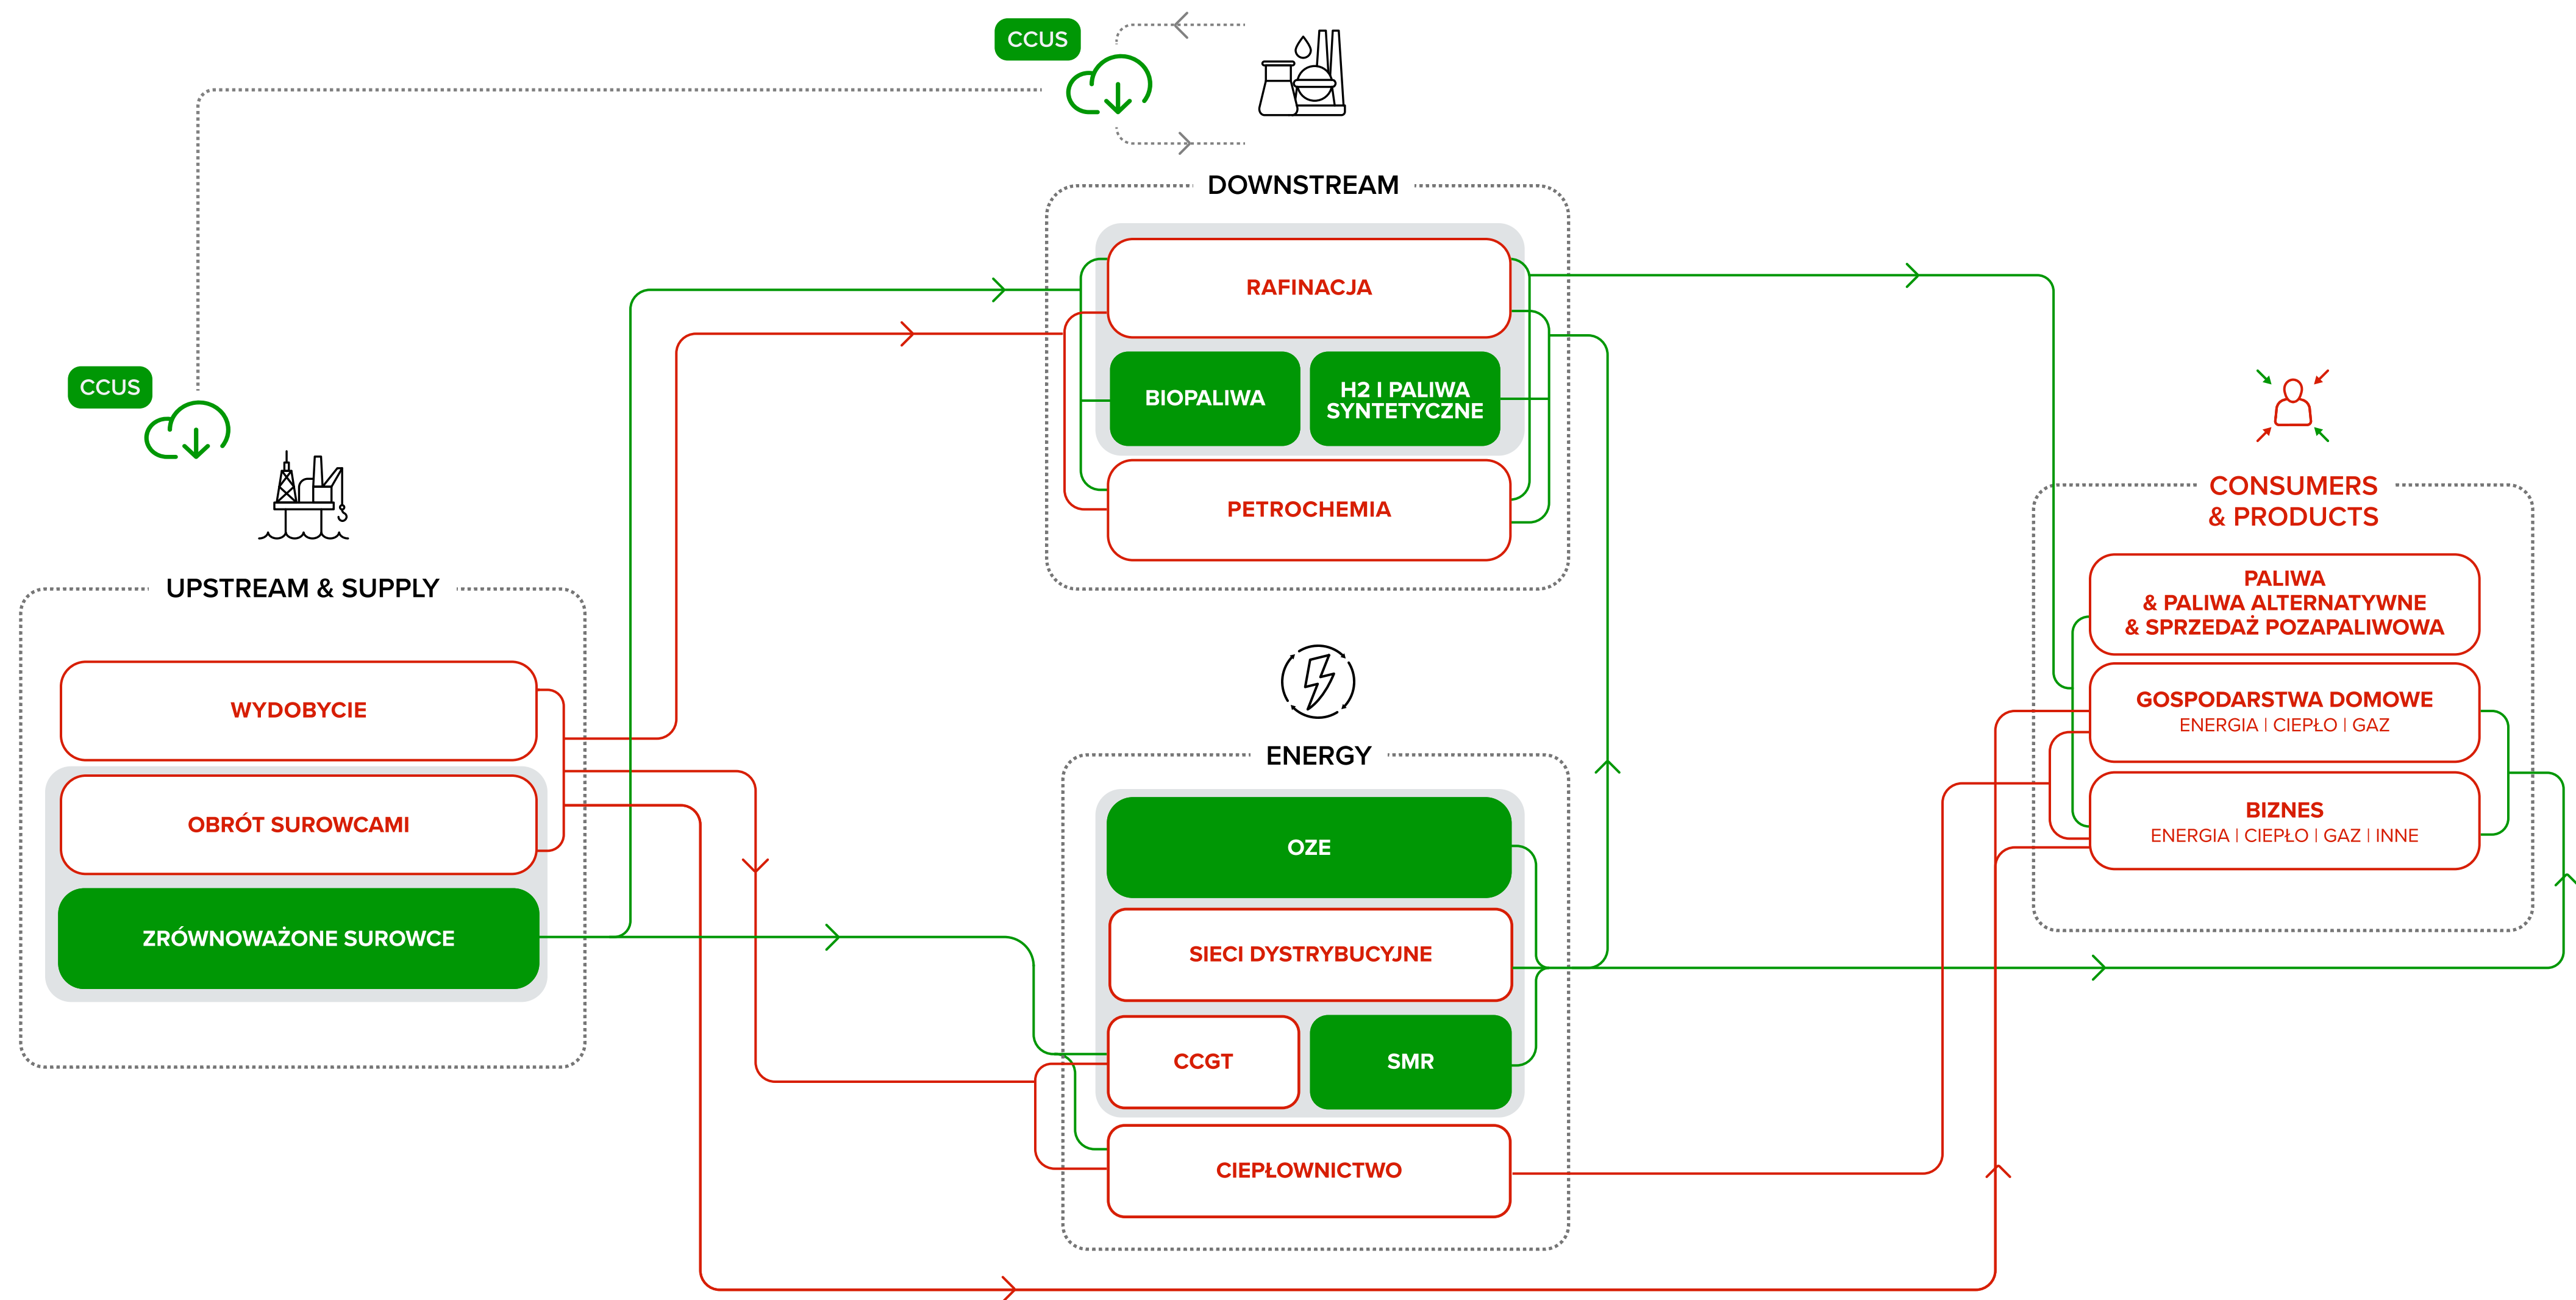 CCUS
DOWNSTREAM
RAFINACJA
BIOPALIWA
H2 I PALIWA
SYNTETYCZNE
PETROCHEMIA
CCUS
UPSTREAM & SUPPLY
WYDOBYCIE
OBRÓT SUROWCAMI
ZRÓWNOWAŻONE SUROWCE
ENERGY
OZE
SIECI DYSTRYBUCYJNE
CCGT
SMR
CIEPŁOWNICTWO
CONSUMERS
& PRODUCTS
PALIWA
& PALIWA ALTERNATYWNE
& SPRZEDAŻ POZAPALIWOWA
GOSPODARSTWA DOMOWE
ENERGIA | CIEPŁO | GAZ
BIZNES
ENERGIA | CIEPŁO | GAZ | INNE